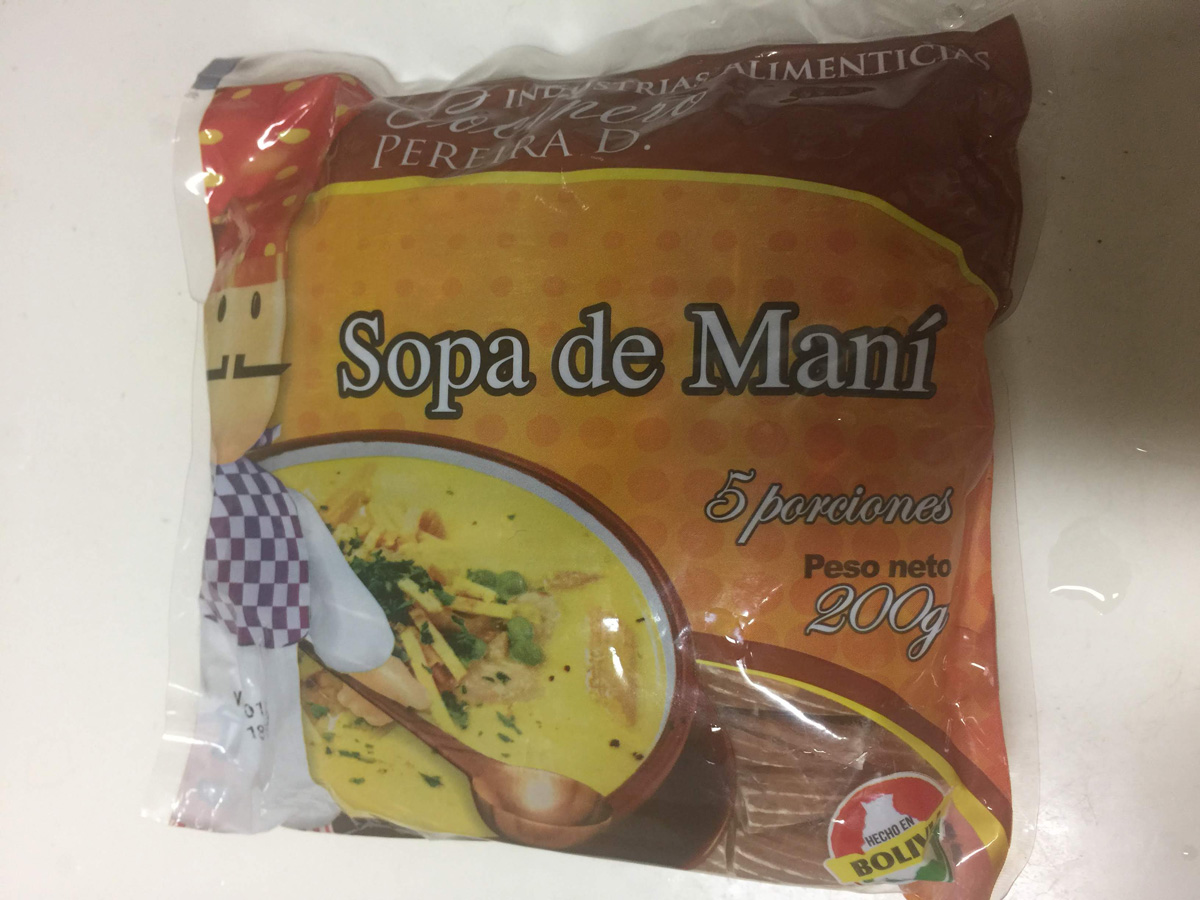 INDUSTRIAS ALIMENTICIAS
PEREIRA D.
Sopa de Maní
5 porciones
Peso neto
200g
HECHO EN